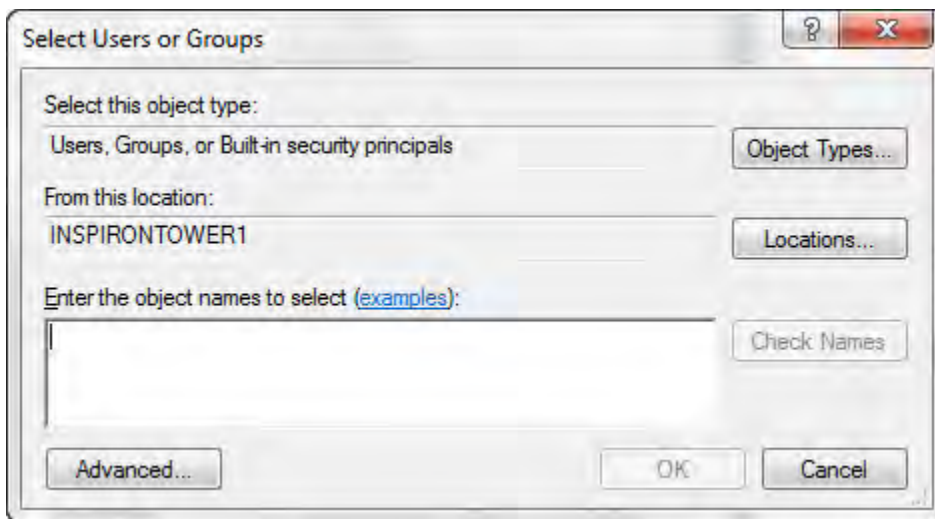 Select Users or Groups
Select this object type:
Users, Groups, or Built-in security principals
Object Types...
From this location:
INSPIRONTOWER1
Locations...
Enter the object names to select (examples):
Check Names
Advanced...
OK
Cancel